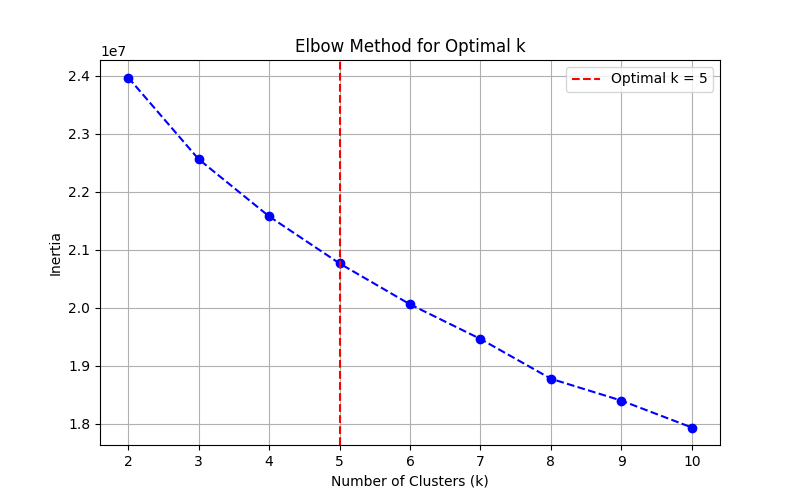 Elbow Method for Optimal k
1e7
Optimal k = 5
2.4
2.3
2.2
2.1
2.0
1.9
1.8
Inertia
2 3 4 5 6 7 8 9 10
Number of Clusters (k)